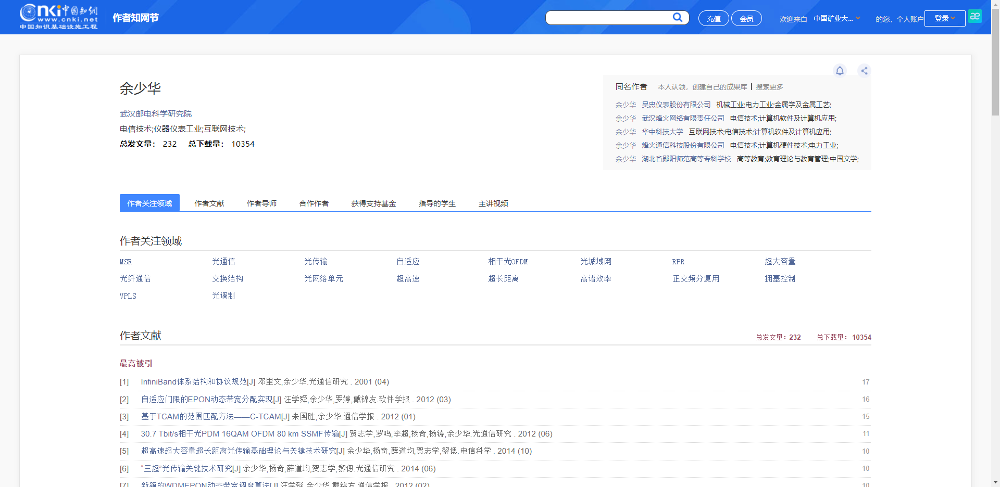 cnki中国知网
www.cnki.net
中国知识基础设施工程
作者知网节
充值 会员 欢迎来自 中国矿业大... 的您，个人账户 登录
余少华
武汉邮电科学研究院
电信技术;仪器仪表工业;互联网技术;
总发文量： 232 总下载量： 10354
同名作者 本人认领，创建自己的成果库 | 搜索更多
余少华 吴忠仪表股份有限公司 机械工业;电力工业;金属学及金属工艺;
余少华 武汉烽火网络有限责任公司 电信技术;计算机软件及计算机应用;
余少华 华中科技大学 互联网技术;电信技术;计算机软件及计算机应用;
余少华 烽火通信科技股份有限公司 电信技术;计算机硬件技术;电力工业;
余少华 湖北省郧阳师范高等专科学校 高等教育;教育理论与教育管理;中国文学;
作者关注领域 作者文献 作者导师 合作作者 获得支持基金 指导的学生 主讲视频
作者关注领域
MSR 光通信 光传输 自适应 相干光OFDM 光城域网 RPR 超大容量
光纤通信 交换结构 光网络单元 超高速 超长距离 高谱效率 正交频分复用 拥塞控制
VPLS 光调制
作者文献
总发文量：232 总下载量： 10354
最高被引
[1] InfiniBand体系结构和协议规范[J] 邓里文,余少华.光通信研究 . 2001 (04) 17
[2] 自适应门限的EPON动态带宽分配实现[J] 汪学舜,余少华,罗婷,戴锦友.软件学报 . 2012 (03) 16
[3] 基于TCAM的范围匹配方法——C-TCAM[J] 朱国胜,余少华.通信学报 . 2012 (01) 15
[4] 30.7 Tbit/s相干光PDM 16QAM OFDM 80 km SSMF传输[J] 贺志学,罗鸣,李超,杨奇,杨铸,余少华.光通信研究 . 2012 (06) 11
[5] 超高速超大容量超长距离光传输基础理论与关键技术研究[J] 余少华,杨奇,薛道均,贺志学,黎偲.电信科学 . 2014 (10) 10
[6] “三超”光传输关键技术研究[J] 余少华,杨奇,薛道均,贺志学,黎偲.光通信研究 . 2014 (06) 10
[7] 新颖的WDMEPON动态带宽调度算法[J] 汪学舜,余少华,戴锦友.通信学报 . 2012 (02) 10